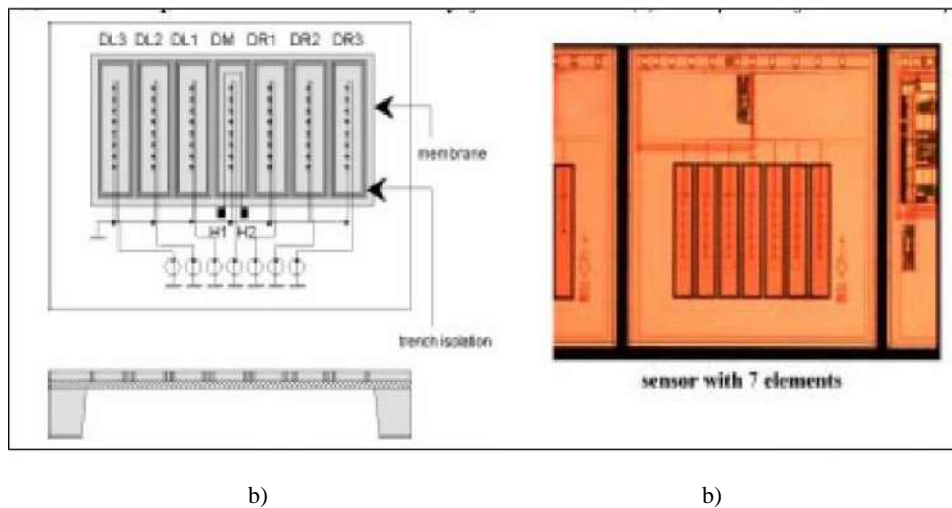 DL3 DL2 DL1 DM DR1 DR2 DR3
membrane
H1 H2
trench isolation
sensor with 7 elements
b) b)